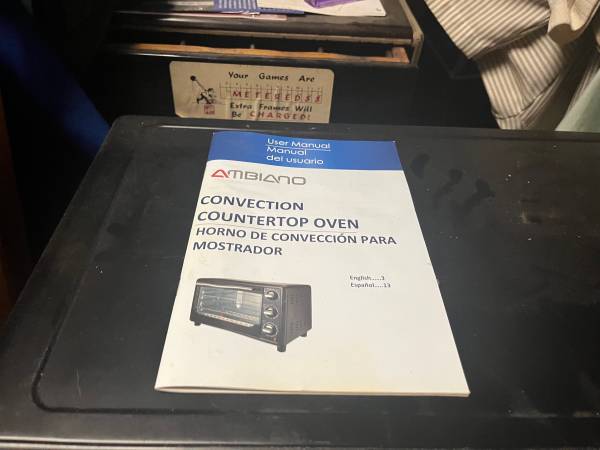 Your Games Are
METEREDSS
Extra Frames Will
Be CHARGED!
User Manual
Manual
del usuario
AMBIANO
CONVECTION
COUNTERTOP OVEN
HORNO DE CONVECCIÓN PARA
MOSTRADOR
English.....3
Español.....13